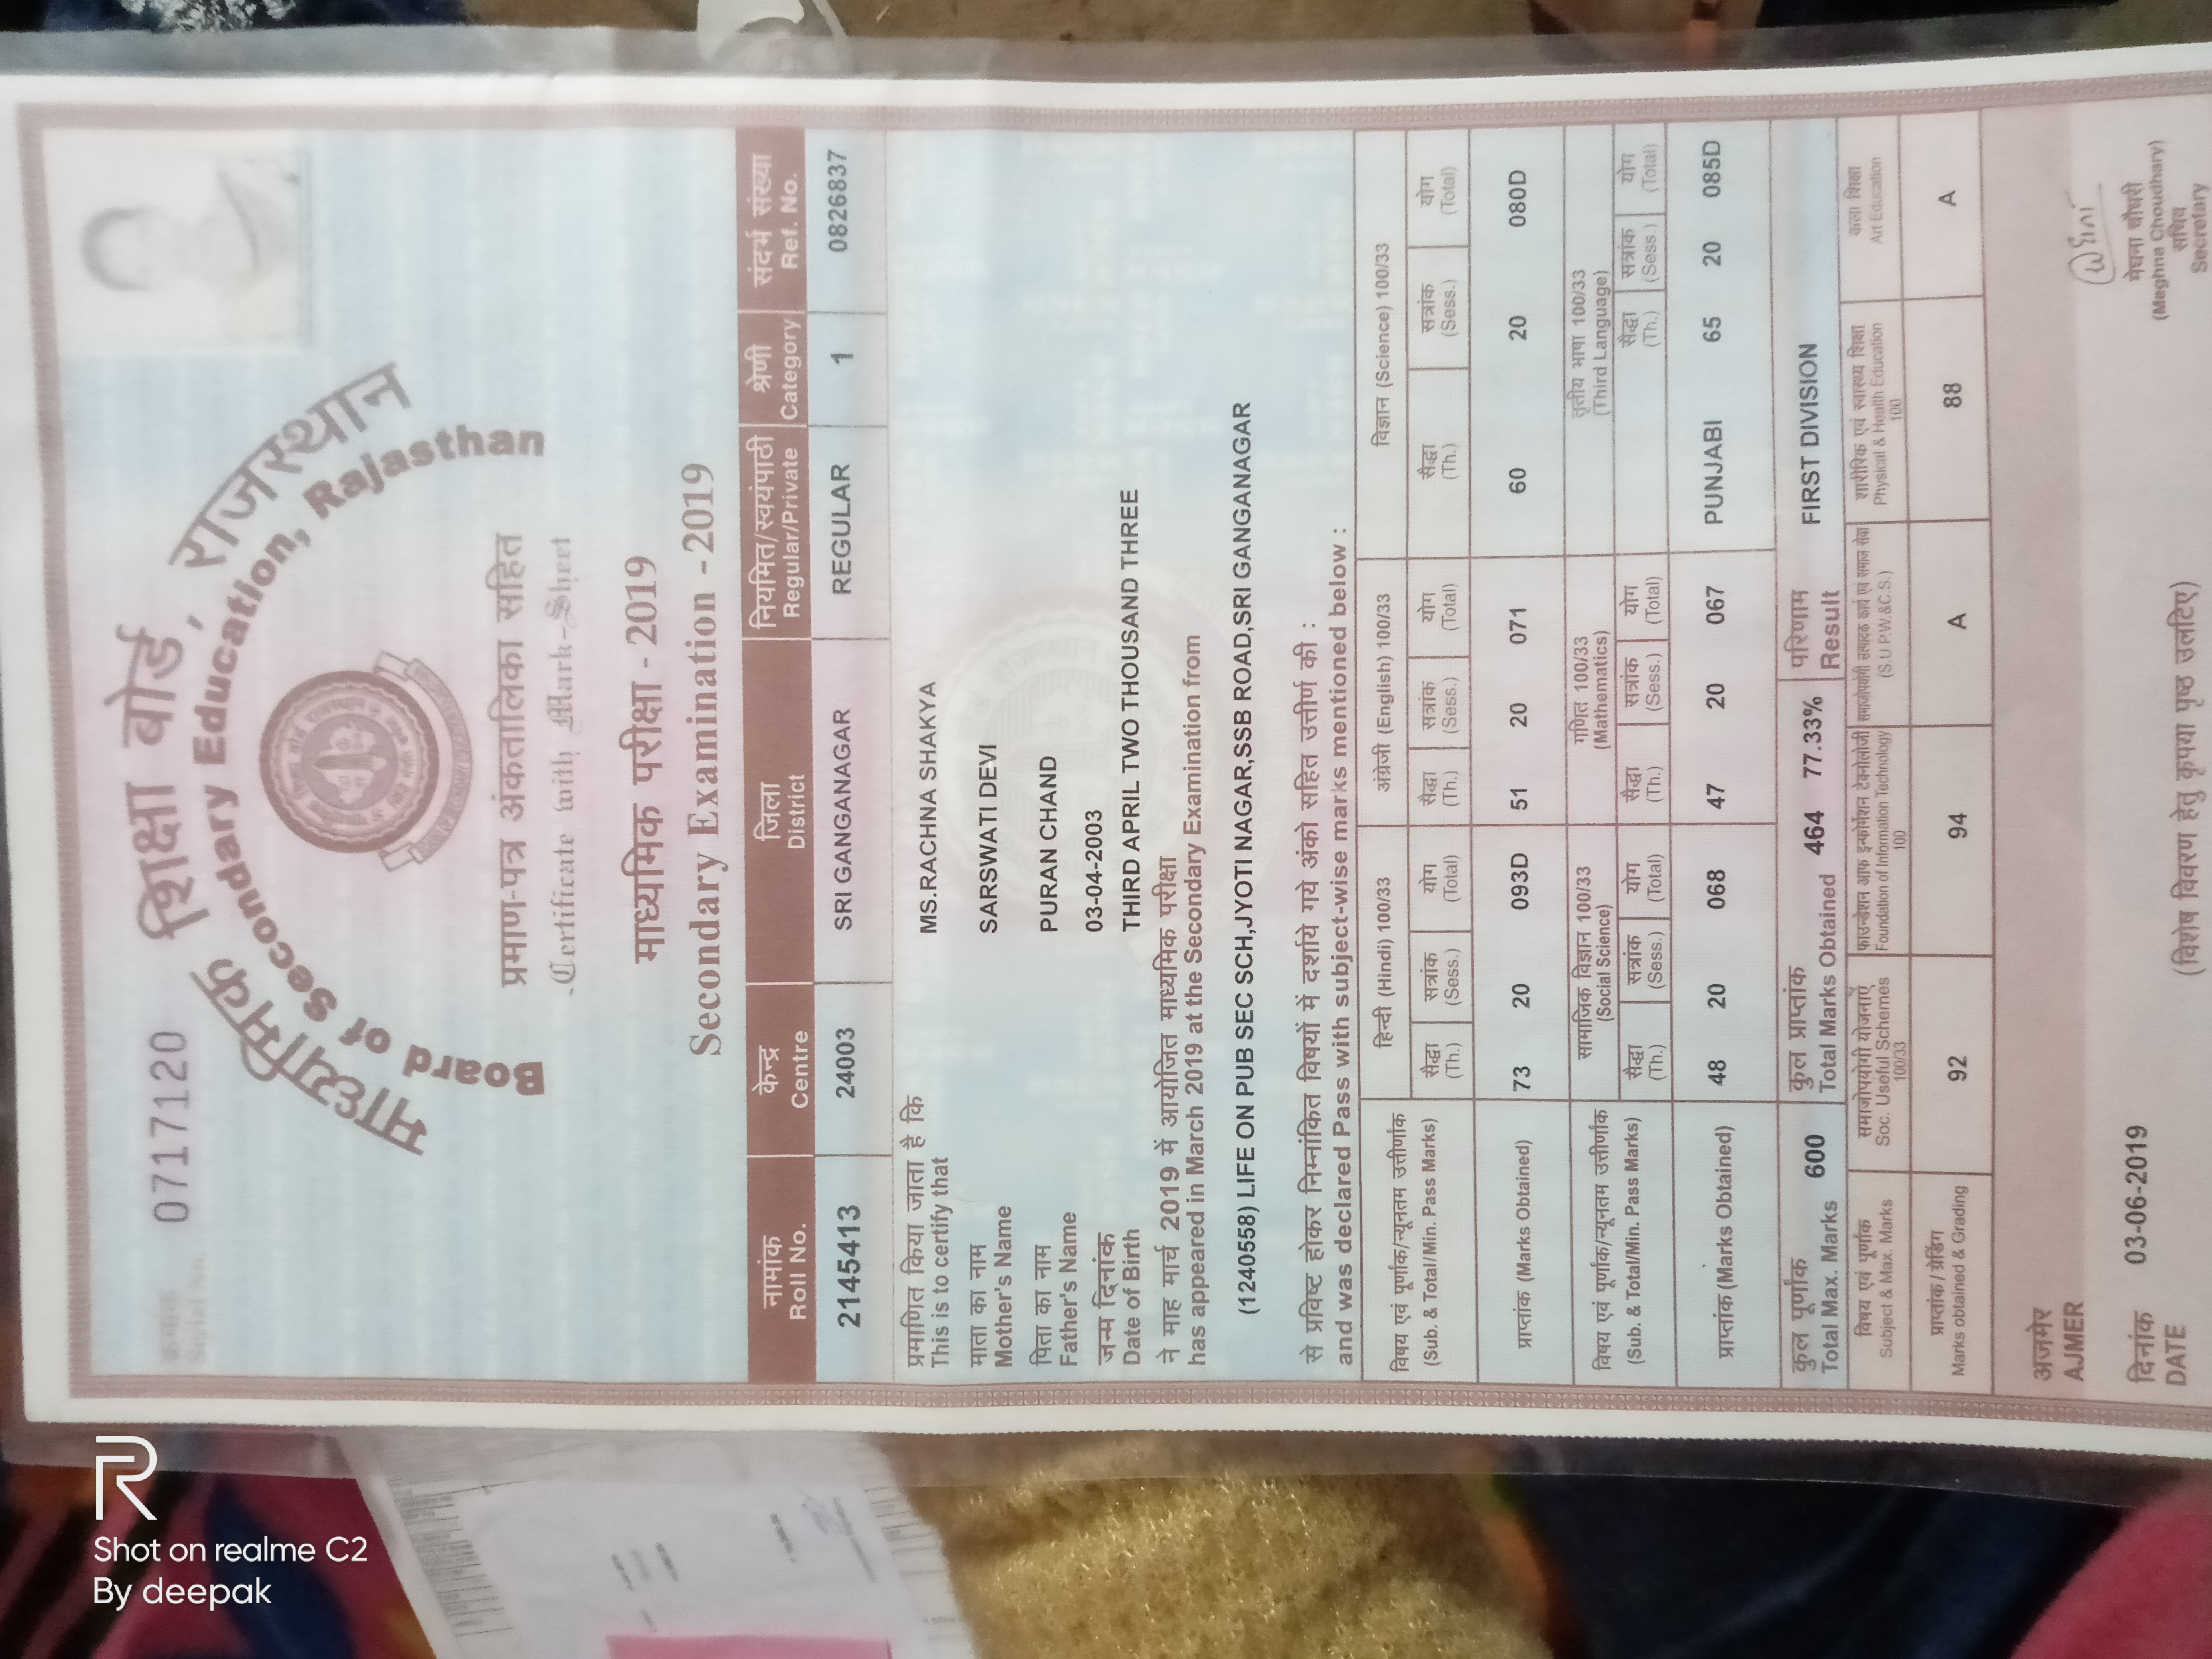 क्रमांक
Serial No. 0717120
माध्यमिक शिक्षा बोर्ड, राजस्थान
Board of Secondary Education, Rajasthan
प्रमाण-पत्र अंकतालिका सहित
Certificate with Mark-Sheet
माध्यमिक परीक्षा - 2019
Secondary Examination - 2019
नामांक केन्द्र जिला नियमित/स्वयंपाठी श्रेणी संदर्भ संख्या
Roll No. Centre District Regular/Private Category Ref. No.
2145413 24003 SRI GANGANAGAR REGULAR 1 0826837
प्रमाणित किया जाता है कि
This is to certify that MS.RACHNA SHAKYA
माता का नाम
Mother's Name SARSWATI DEVI
पिता का नाम
Father's Name PURAN CHAND
जन्म दिनांक 03-04-2003
Date of Birth THIRD APRIL TWO THOUSAND THREE
ने माह मार्च 2019 में आयोजित माध्यमिक परीक्षा
has appeared in March 2019 at the Secondary Examination from
(1240558) LIFE ON PUB SEC SCH,JYOTI NAGAR,SSB ROAD,SRI GANGANAGAR
से प्रविष्ट होकर निम्नांकित विषयों में दर्शाये गये अंको सहित उत्तीर्ण की :
and was declared Pass with subject-wise marks mentioned below :
विषय एवं पूर्णांक/न्यूनतम उत्तीर्णांक हिन्दी (Hindi) 100/33 अंग्रेजी (English) 100/33 विज्ञान (Science) 100/33
(Sub. & Total/Min. Pass Marks) सैद्धा सत्रांक योग सैद्धा सत्रांक योग सैद्धा सत्रांक योग
(Th.) (Sess.) (Total) (Th.) (Sess.) (Total) (Th.) (Sess.) (Total)
प्राप्तांक (Marks Obtained) 73 20 093D 51 20 071 60 20 080D
विषय एवं पूर्णांक/न्यूनतम उत्तीर्णांक सामाजिक विज्ञान 100/33 गणित 100/33 तृतीय भाषा 100/33
(Social Science) (Mathematics) (Third Language)
(Sub. & Total/Min. Pass Marks) सैद्धा सत्रांक योग सैद्धा सत्रांक योग सैद्धा सत्रांक योग
(Th.) (Sess.) (Total) (Th.) (Sess.) (Total) (Th.) (Sess.) (Total)
प्राप्तांक (Marks Obtained) 48 20 068 47 20 067 PUNJABI 65 20 085D
कुल पूर्णांक 600 कुल प्राप्तांक 464 77.33% परिणाम FIRST DIVISION
Total Max. Marks Total Marks Obtained Result
विषय एवं पूर्णांक समाजोपयोगी योजनाएँ फाउन्डेशन आफ इन्फोर्मेशन टेक्नोलोजी समाजोपयोगी उत्पादक कार्य एवं समाज सेवा शारीरिक एवं स्वास्थ्य शिक्षा कला शिक्षा
Subject & Max. Marks Soc. Useful Schemes Foundation of Information Technology (S.U.P.W.&C.S.) Physical & Health Education Art Education
100/33 100 100
प्राप्तांक / ग्रेडिंग
Marks obtained & Grading 92 94 A 88 A
अजमेर
AJMER
दिनांक 03-06-2019
DATE
मेघना चौधरी
(Meghna Choudhary)
सचिव
Secretary
(विशेष विवरण हेतु कृपया पृष्ठ उलटिए)
Shot on realme C2
By deepak